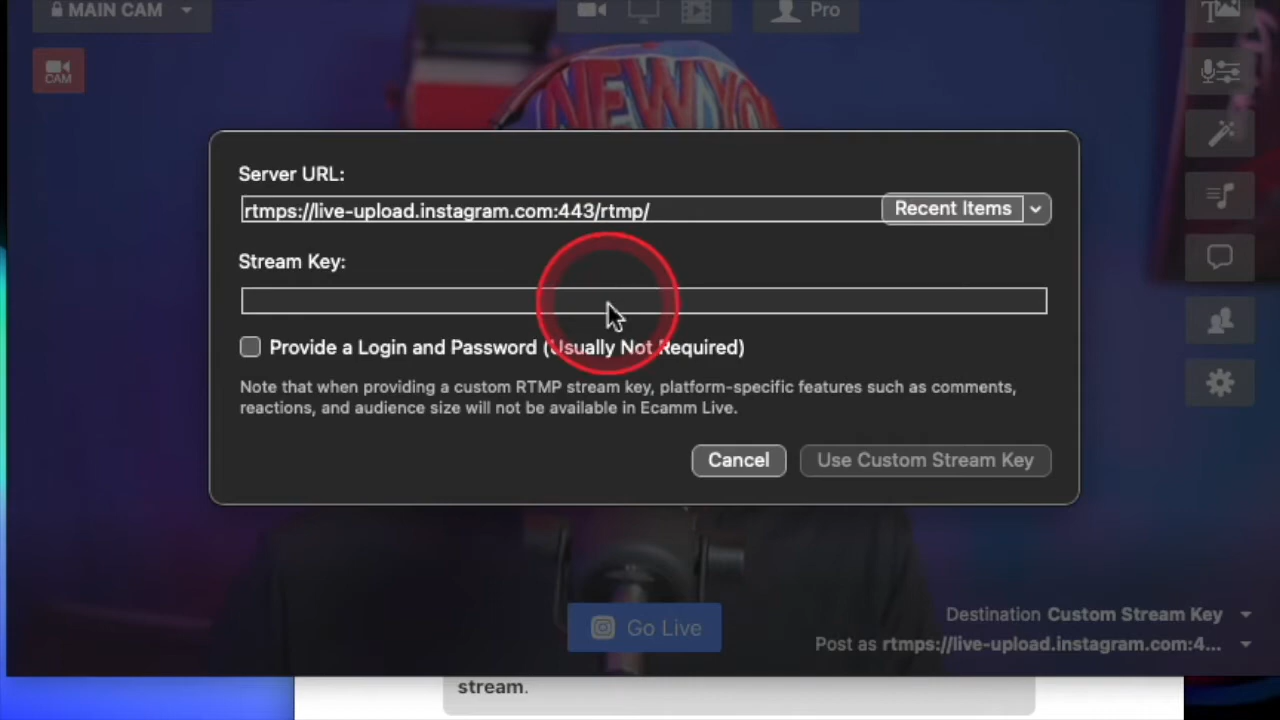 MAIN CAM
Pro
CAM
NEW YO
Server URL:
rtmps://live-upload.instagram.com:443/rtmp/
Recent Items
Stream Key:
Provide a Login and Password (Usually Not Required)
Note that when providing a custom RTMP stream key, platform-specific features such as comments,
reactions, and audience size will not be available in Ecamm Live.
Cancel
Use Custom Stream Key
Go Live
Destination Custom Stream Key
Post as rtmps://live-upload.instagram.com:4...
stream.